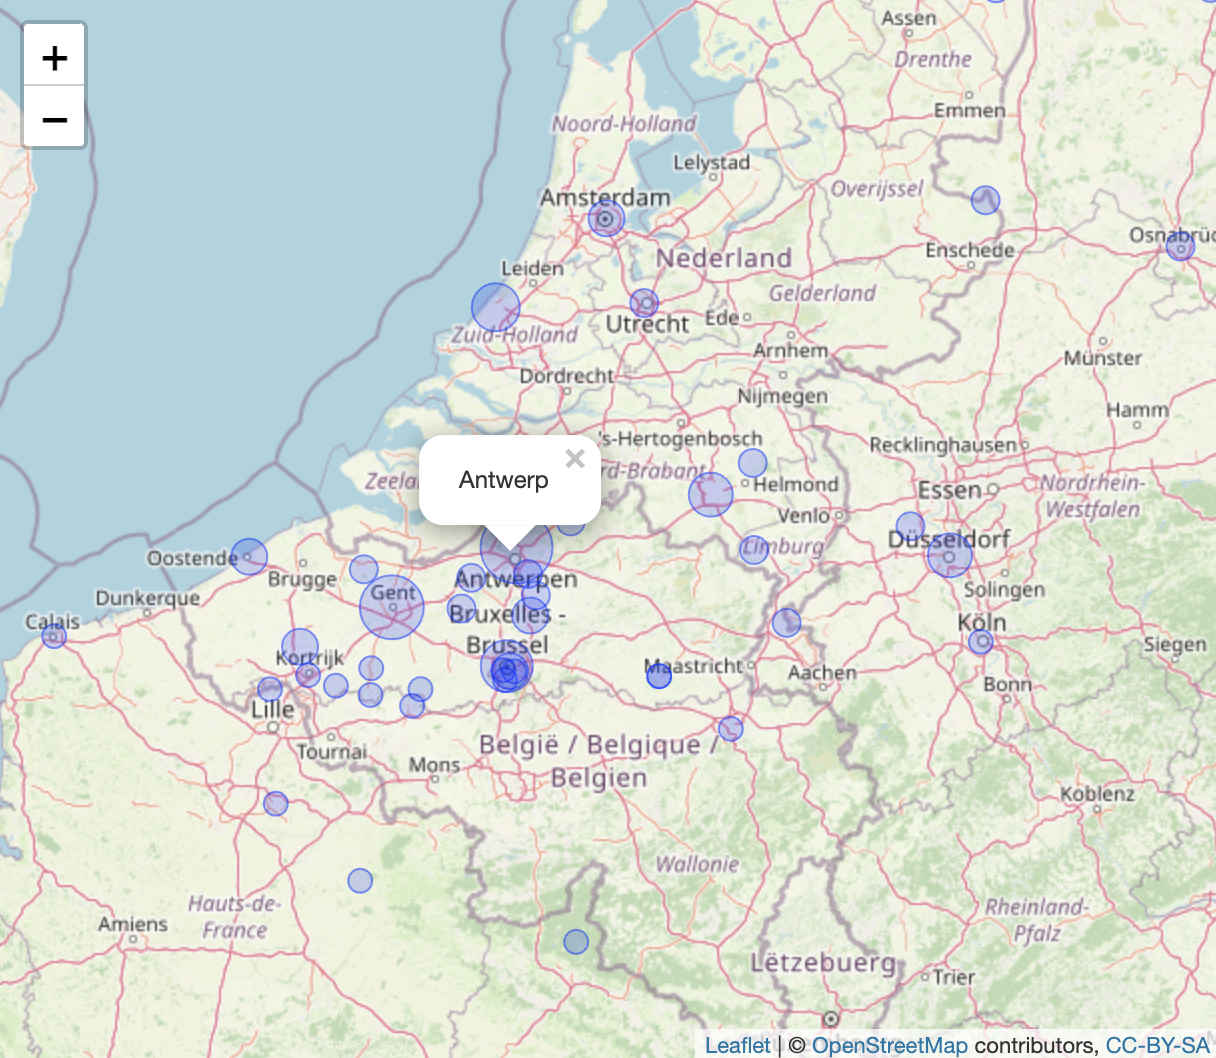 +
−
Assen
Drenthe
Emmen
Noord-Holland
Lelystad
Overijssel
Amsterdam
Osnabrüc
Enschede
Nederland
Leiden
Gelderland
Ede
Utrecht
Zuid-Holland
Arnhem
Münster
Dordrecht
Nijmegen
Hamm
's-Hertogenbosch
Recklinghausen
rd-Brabant
Zeela
Antwerp
×
Helmond
Essen
Nordrhein-
Westfalen
Venlo
Düsseldorf
Limburg
Oostende
Brugge
Antwerpen
Solingen
Gent
Dunkerque
Bruxelles -
Brussel
Calais
Köln
Siegen
Kortrijk
Maastricht
Aachen
Bonn
Lille
Tournai
België / Belgique /
Belgien
Mons
Koblenz
Wallonie
Hauts-de-
France
Amiens
Rheinland-
Pfalz
Lëtzebuerg
Trier
Leaflet | © OpenStreetMap contributors, CC-BY-SA